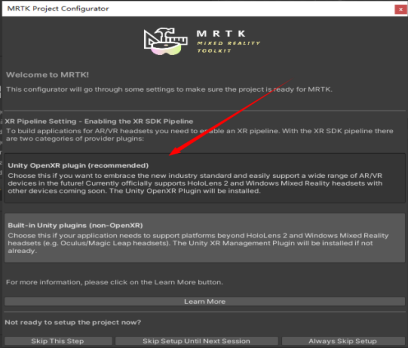 MRTK Project Configurator
x
MRTK
MIXED REALITY
TOOLKIT
Welcome to MRTK!
This configurator will go through some settings to make sure the project is ready for MRTK.
XR Pipeline Setting - Enabling the XR SDK Pipeline
To build applications for AR/VR headsets you need to enable an XR pipeline. With the XR SDK pipeline there
are two categories of provider plugins:
Unity OpenXR plugin (recommended)
Choose this if you want to embrace the new industry standard and easily support a wide range of AR/VR
devices in the future! Currently officially supports HoloLens 2 and Windows Mixed Reality headsets with
other devices coming soon. The Unity OpenXR Plugin will be installed.
Built-in Unity plugins (non-OpenXR)
Choose this if your application needs to support platforms beyond HoloLens 2 and Windows Mixed Reality
headsets (e.g. Oculus/Magic Leap headsets). The Unity XR Management Plugin will be installed if not
already.
For more information, please click on the Learn More button.
Learn More
Not ready to setup the project now?
Skip This Step
Skip Setup Until Next Session
Always Skip Setup